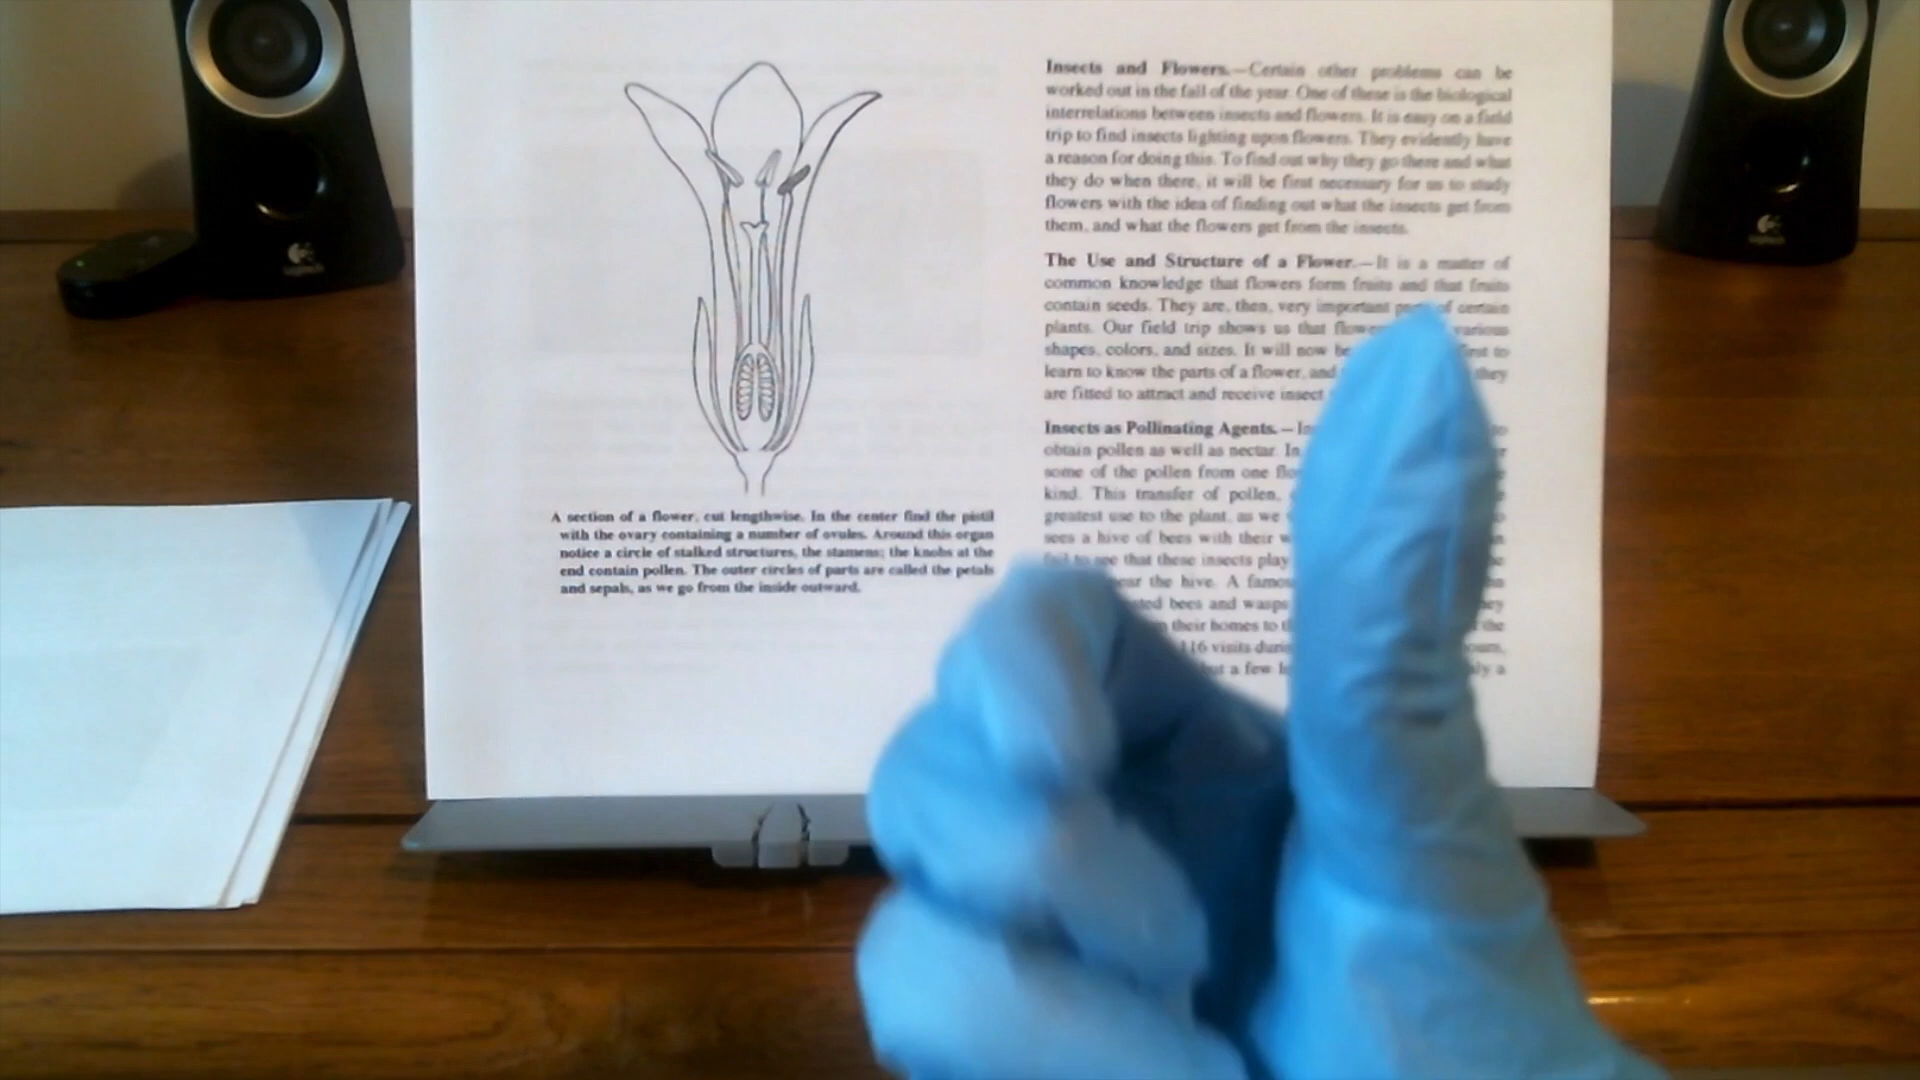 A section of a flower, cut lengthwise. In the center find the pistil
with the ovary containing a number of ovules. Around this organ
notice a circle of stalked structures, the stamens; the knobs at the
end contain pollen. The outer circles of parts are called the petals
and sepals, as we go from the inside outward.
Insects and Flowers.—Certain other problems can be
worked out in the fall of the year. One of these is the biological
interrelations between insects and flowers. It is easy on a field
trip to find insects lighting upon flowers. They evidently have
a reason for doing this. To find out why they go there and what
they do when there, it will be first necessary for us to study
flowers with the idea of finding out what the insects get from
them, and what the flowers get from the insects.
The Use and Structure of a Flower.—It is a matter of
common knowledge that flowers form fruits and that fruits
contain seeds. They are, then, very important of certain
plants. Our field trip shows us that various
shapes, colors, and sizes. It will now to
learn to know the parts of a flower, and they
are fitted to attract and receive insect
Insects as Pollinating Agents.—
obtain pollen as well as nectar. In
some of the pollen from one
kind. This transfer of pollen,
greatest use to the plant, as we
sees a hive of bees with their
to see that these insects play
the hive. A
bees and wasps
their homes to the
116 visits
but a few a
logitech
logitech